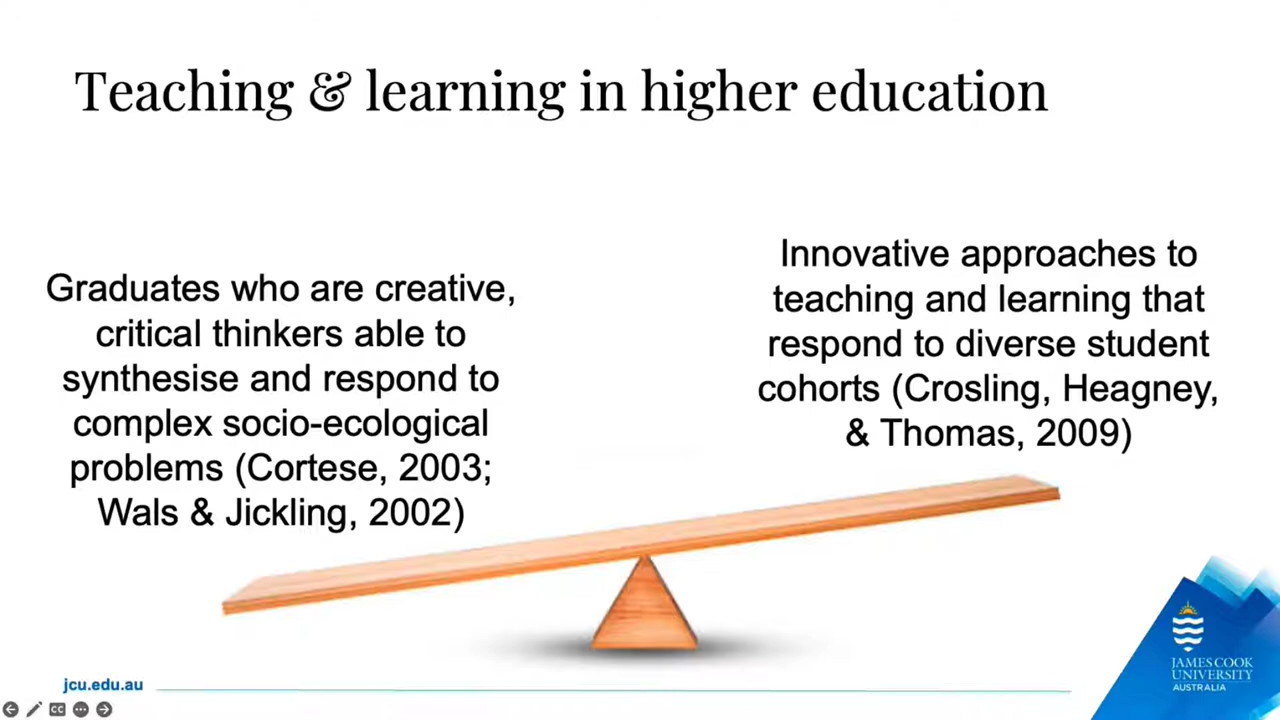 Teaching & learning in higher education
Graduates who are creative,
critical thinkers able to
synthesise and respond to
complex socio-ecological
problems (Cortese, 2003;
Wals & Jickling, 2002)
Innovative approaches to
teaching and learning that
respond to diverse student
cohorts (Crosling, Heagney,
& Thomas, 2009)
jcu.edu.au
JAMES COOK
UNIVERSITY
AUSTRALIA
CC